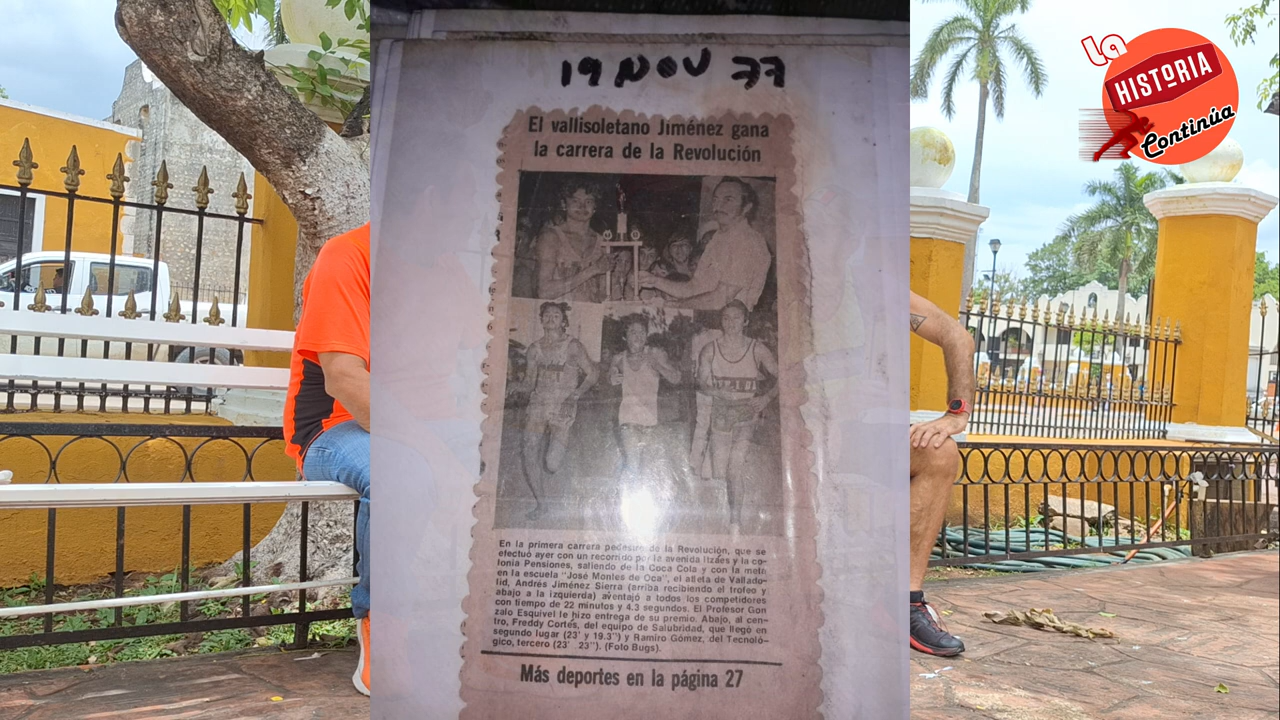 19 NOV 77
El vallisoletano Jiménez gana
la carrera de la Revolución
En la primera carrera pedestre de la Revolución, que se
efectuó ayer con un recorrido por la avenida Itzáes y la co-
lonia Pensiones, saliendo de la Coca Cola y con la meta
en la escuela "José Montes de Oca", el atleta de Vallado-
lid, Andrés Jiménez Sierra (arriba recibiendo el trofeo y
abajo a la izquierda) aventajó a todos los competidores
con tiempo de 22 minutos y 4.3 segundos. El Profesor Gon
zalo Esquivel le hizo entrega de su premio. Abajo, al cen-
tro, Freddy Cortés, del equipo de Salubridad, que llegó en
segundo lugar (23' y 19.3") y Ramiro Gómez, del Tecnoló-
gico, tercero (23' 23"). (Foto Bugs).
Más deportes en la página 27
La
HISTORIA
Continúa